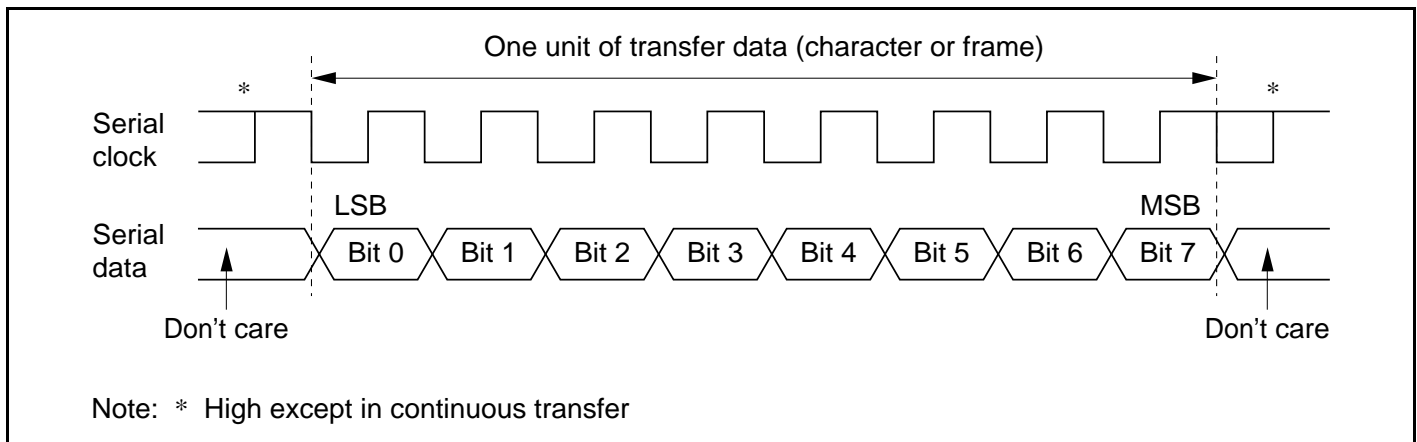 One unit of transfer data (character or frame)
* *
Serial
clock
LSB MSB
Serial
data
Bit 0 Bit 1 Bit 2 Bit 3 Bit 4 Bit 5 Bit 6 Bit 7
Don’t care Don’t care
Note: * High except in continuous transfer